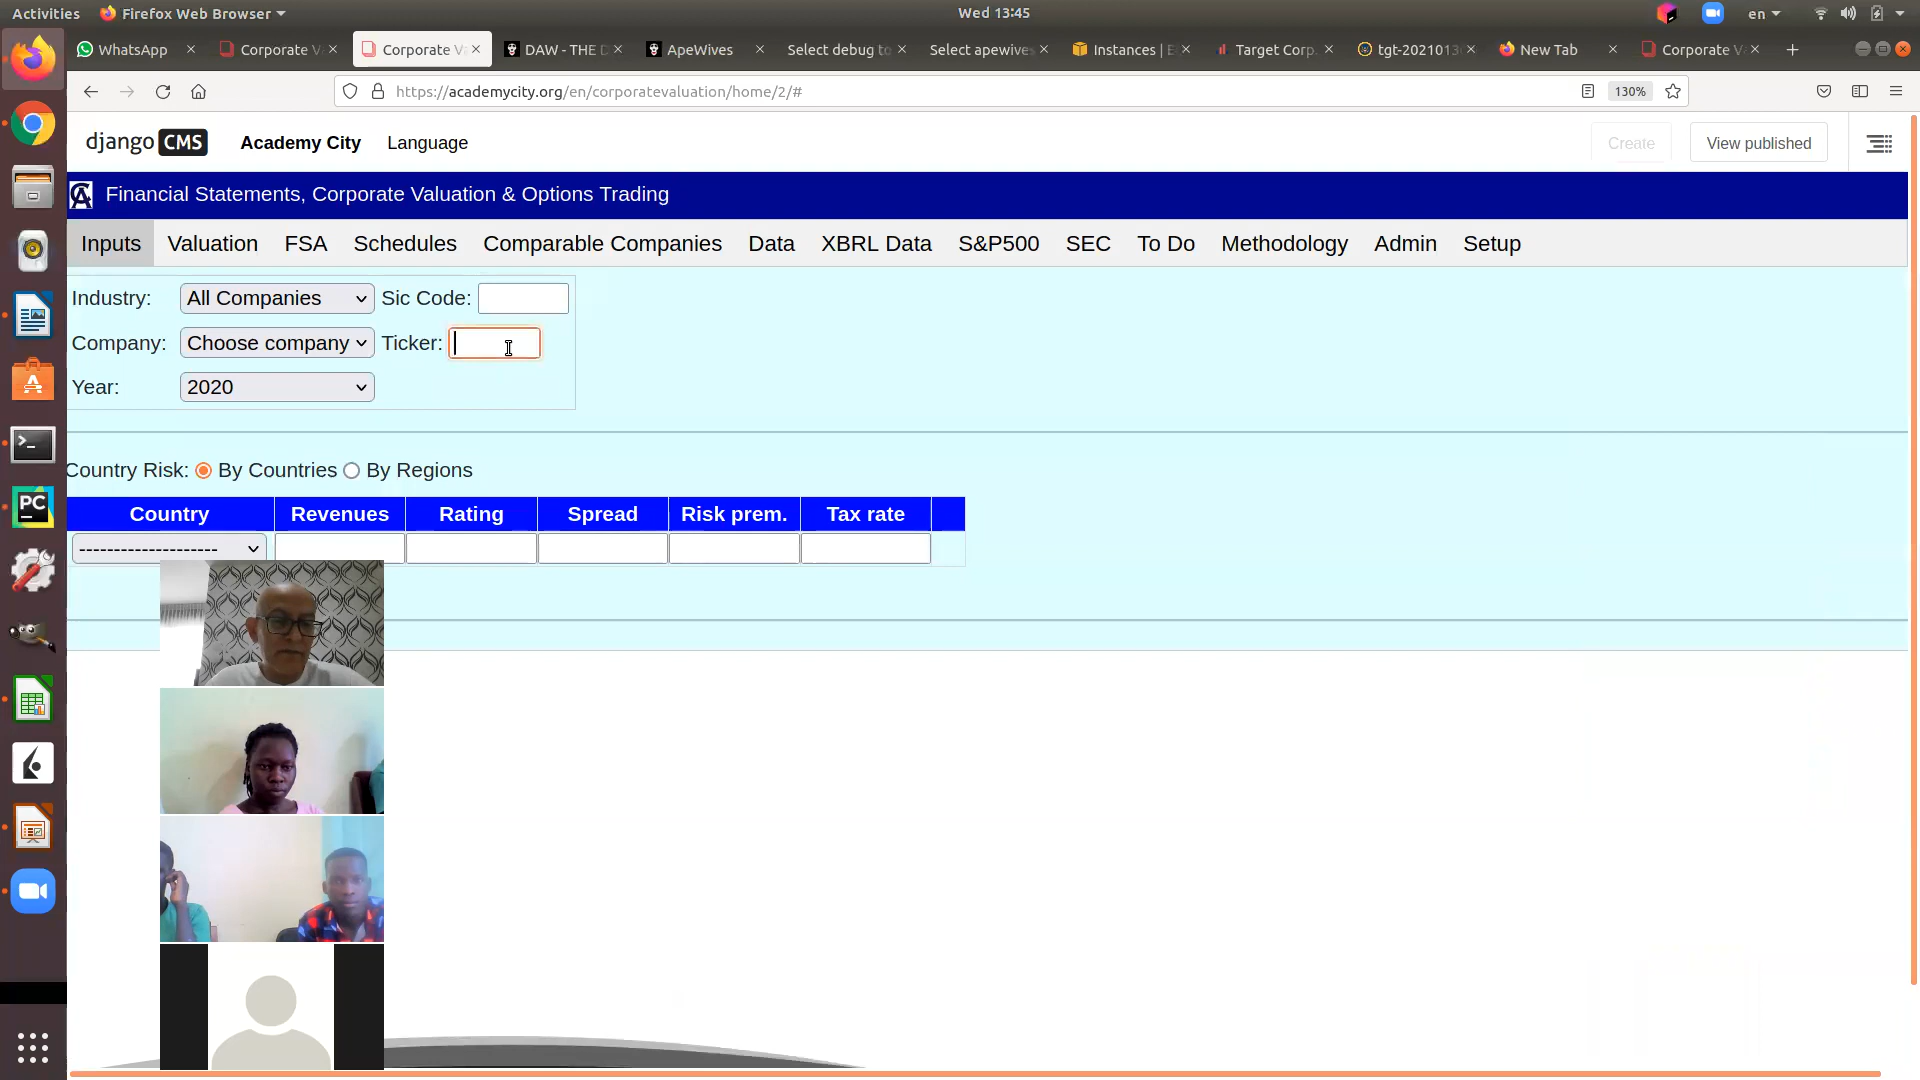 Activities Firefox Web Browser Wed 13:45 en
WhatsApp Corporate V Corporate Va DAW - THE D ApeWives Select debug to Select apewives Instances | E Target Corp. tgt-2021013 New Tab Corporate V
https://academycity.org/en/corporatevaluation/home/2/# 130%
django CMS Academy City Language Create View published
CA Financial Statements, Corporate Valuation & Options Trading
Inputs Valuation FSA Schedules Comparable Companies Data XBRL Data S&P500 SEC To Do Methodology Admin Setup
Industry: All Companies Sic Code:
Company: Choose company Ticker:
Year: 2020
Country Risk: By Countries By Regions
Country Revenues Rating Spread Risk prem. Tax rate
--------------------
PC